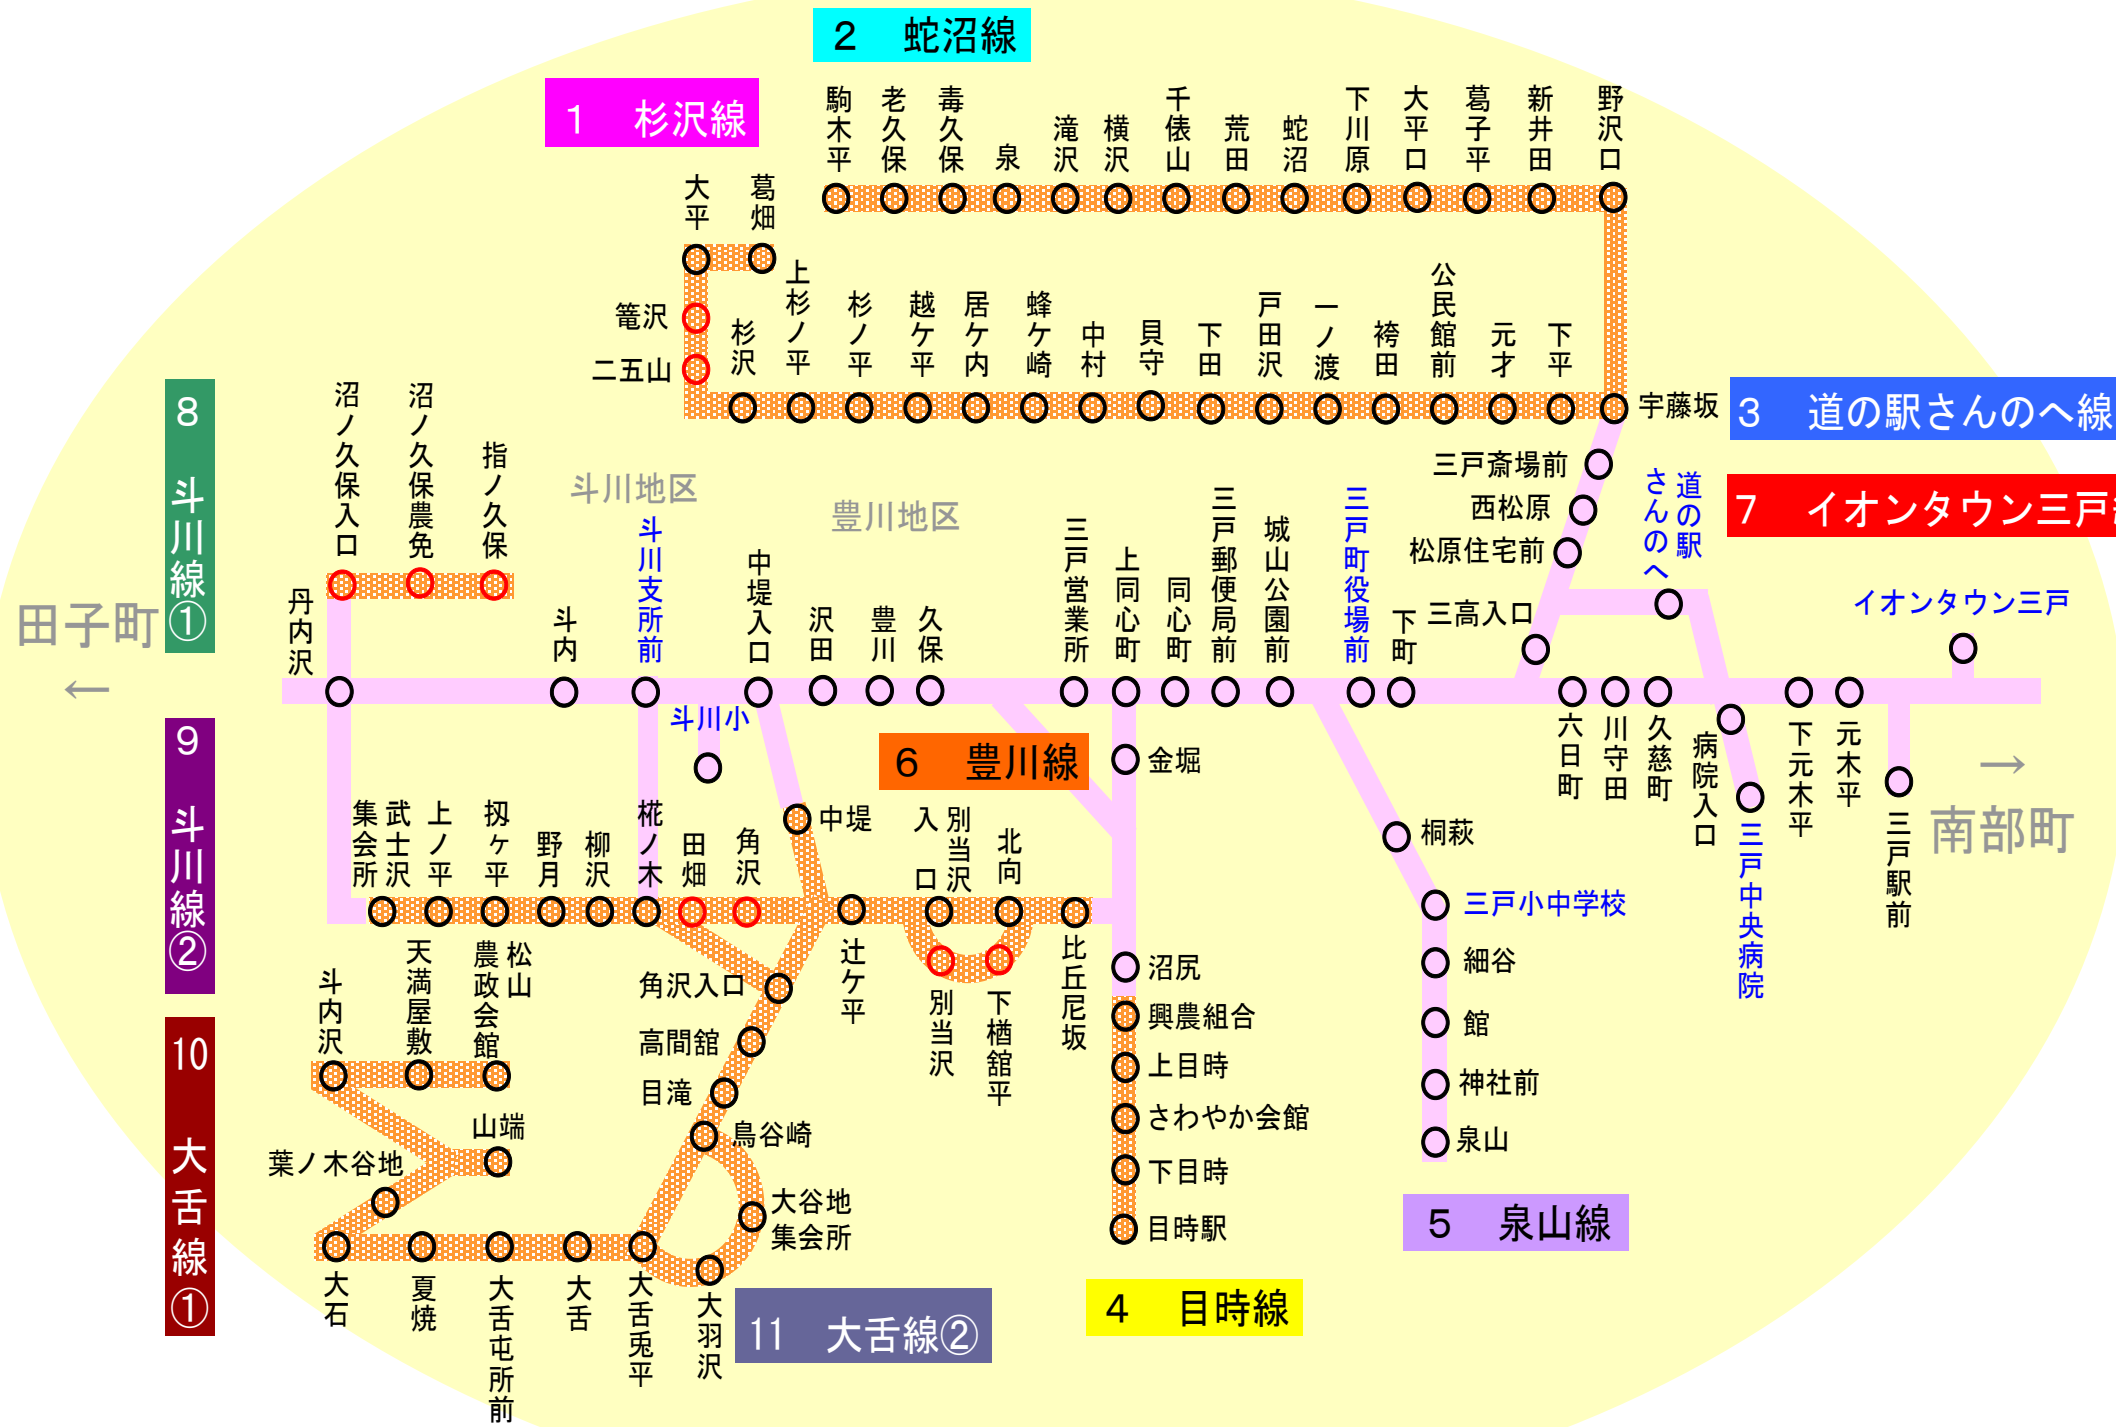 2　蛇沼線
1　杉沢線
駒木平
老久保
毒久保
泉
滝沢
横沢
千俵山
荒田
蛇沼
下川原
大平口
葛子平
新井田
野沢口
大平
葛畑
篭沢
二五山
杉沢
上杉ノ平
杉ノ平
越ケ平
居ケ内
蜂ケ崎
中村
貝守
下田
戸田沢
一ノ渡
袴田
公民館前
元才
下平
宇藤坂
3　道の駅さんのへ線
7　イオンタウン三戸
三戸斎場前
西松原
松原住宅前
三高入口
道の駅
さんのへ
イオンタウン三戸
8　斗川線①
沼ノ久保入口
沼ノ久保農免
指ノ久保
斗川地区
豊川地区
田子町
←
丹内沢
斗内
斗川支所前
中堤入口
沢田
豊川
久保
三戸営業所
上同心町
同心町
三戸郵便局前
城山公園前
三戸町役場前
下町
六日町
川守田
久慈町
病院入口
三戸中央病院
下元木平
元木平
三戸駅前
→
南部町
斗川小
6　豊川線
金堀
9　斗川線②
武士沢
集会所
上ノ平
扨ヶ平
野月
柳沢
椛ノ木
田畑
角沢
中堤
別当沢
入口
北向
辻ケ平
別当沢
下楢舘平
比丘尼坂
沼尻
興農組合
上目時
さわやか会館
下目時
目時駅
4　目時線
桐萩
三戸小中学校
細谷
館
神社前
泉山
5　泉山線
10　大舌線①
斗内沢
天満屋敷
松山
農政会館
山端
葉ノ木谷地
角沢入口
高間舘
目滝
鳥谷崎
大谷地
集会所
大石
夏焼
大舌屯所前
大舌
大舌兎平
大羽沢
11　大舌線②